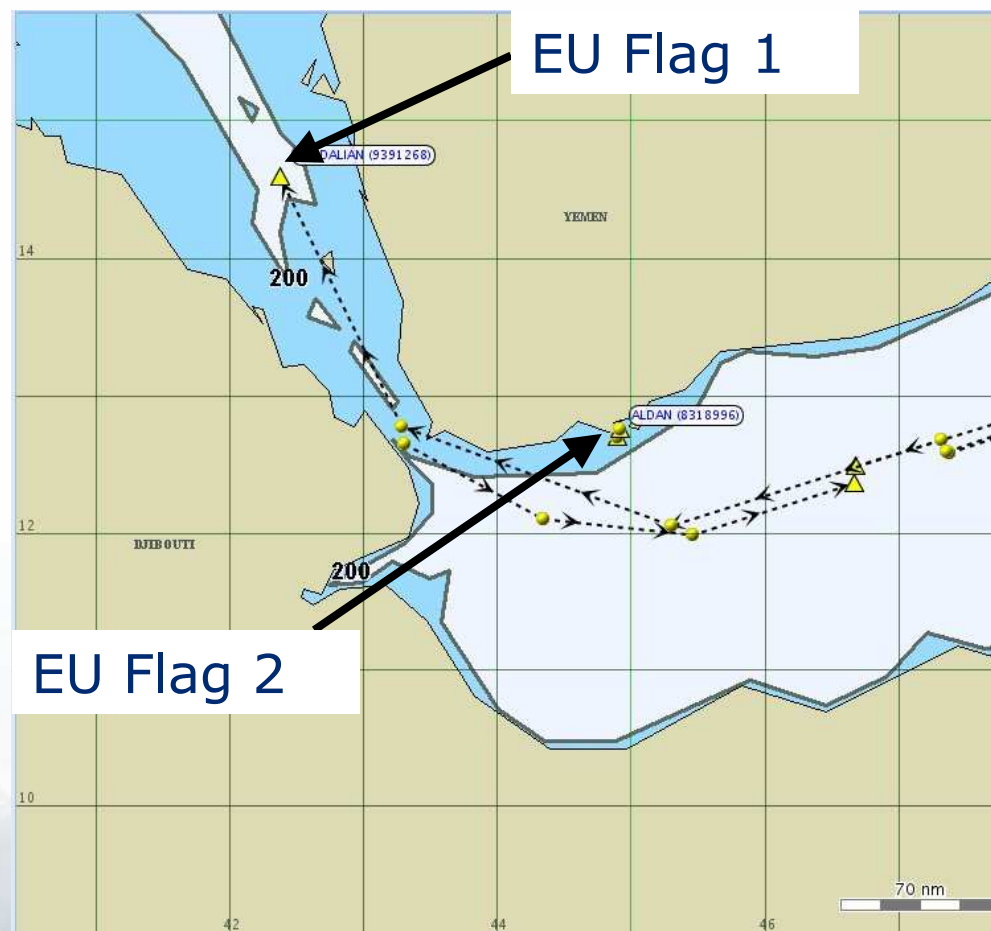 EU Flag 1
DALIAN (9391268)
YEMEN
14
200
ALDAN (8318996)
12
DJIBOUTI
200
EU Flag 2
10
70 nm
42
44
46